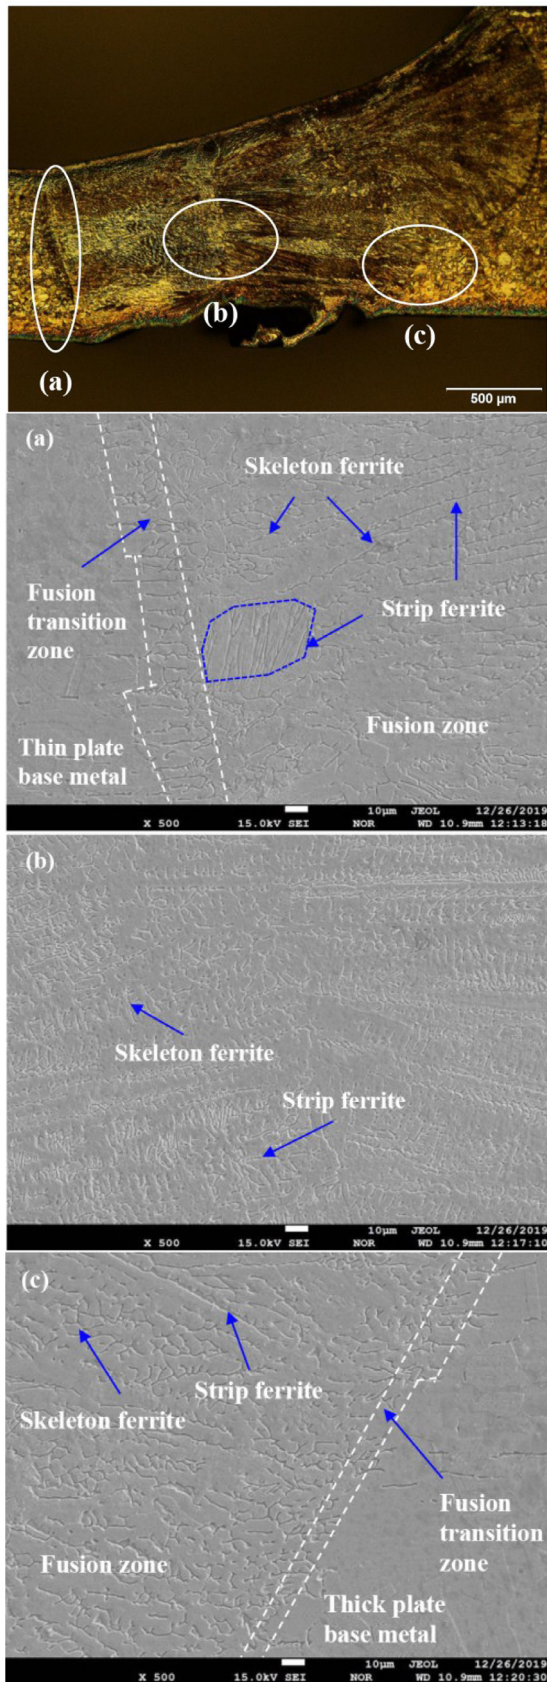 (b)
(c)
(a)
500 µm
(a)
Skeleton ferrite
Fusion
transition
zone
Strip ferrite
Fusion zone
Thin plate
base metal
10µm JEOL 12/26/2019
X 500 15.0kV SEI NOR WD 10.9mm 12:13:18
(b)
Skeleton ferrite
Strip ferrite
10µm JEOL 12/26/2019
X 500 15.0kV SEI NOR WD 10.9mm 12:17:10
(c)
Strip ferrite
Skeleton ferrite
Fusion
transition
zone
Fusion zone
Thick plate
base metal
10µm JEOL 12/26/2019
X 500 15.0kV SEI NOR WD 10.9mm 12:20:30